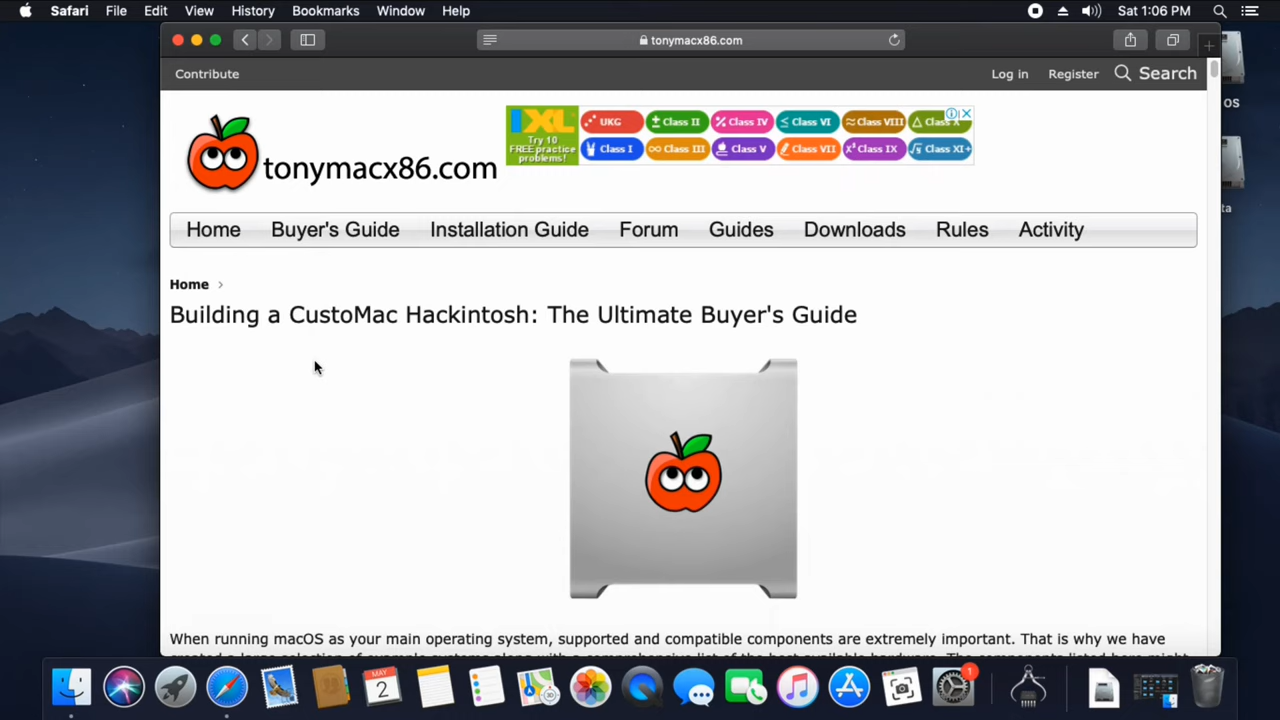 Safari File Edit View History Bookmarks Window Help
Sat 1:06 PM
tonymacx86.com
OS
Contribute
Log in Register Search
IXL
Try 10
FREE practice
problems!
UKG Class II Class IV Class VI Class VIII Class X
Class I Class III Class V Class VII Class IX Class XI+
tonymacx86.com
ta
Home Buyer's Guide Installation Guide Forum Guides Downloads Rules Activity
Home >
Building a CustoMac Hackintosh: The Ultimate Buyer's Guide
When running macOS as your main operating system, supported and compatible components are extremely important. That is why we have
MAY
2
1